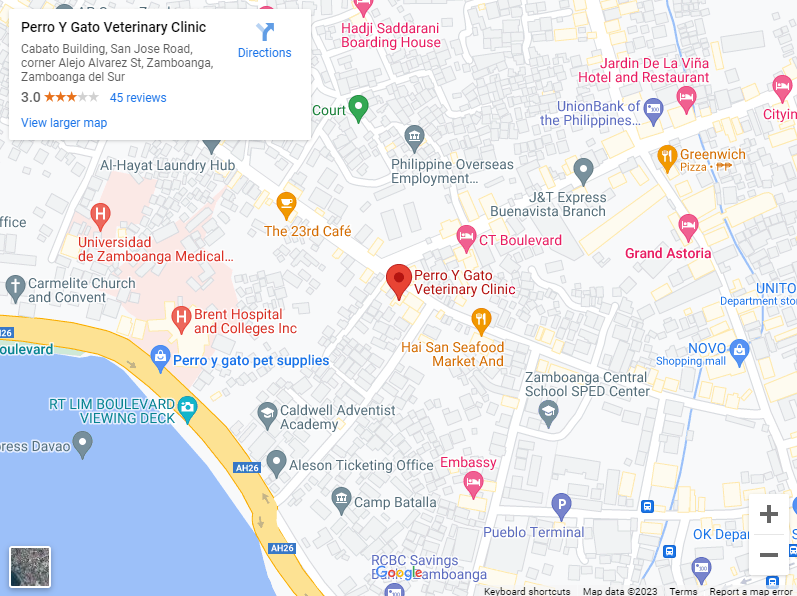 Perro Y Gato Veterinary Clinic
Directions
Cabato Building, San Jose Road,
corner Alejo Alvarez St, Zamboanga,
Zamboanga del Sur
3.0
45 reviews
View larger map
Hadji Saddarani
Boarding House
Jardin De La Viña
Hotel and Restaurant
Cityin
UnionBank of
the Philippines...
Court
Philippine Overseas
Employment...
Greenwich
Pizza
Al-Hayat Laundry Hub
J&T Express
Buenavista Branch
ffice
The 23rd Café
CT Boulevard
Grand Astoria
Universidad
de Zamboanga Medical...
Perro Y Gato
Veterinary Clinic
Carmelite Church
and Convent
UNITO
Department stor
Brent Hospital
and Colleges Inc
AH26
oulevard
Perro y gato pet supplies
Hai San Seafood
Market And
NOVO
Shopping mall
Zamboanga Central
School SPED Center
RT LIM BOULEVARD
VIEWING DECK
Caldwell Adventist
Academy
press Davao
AH26
Aleson Ticketing Office
Embassy
Camp Batalla
P
Pueblo Terminal
OK Depar
AH26
RCBC Savings
Bank Zamboanga
Google
Keyboard shortcuts
Map data ©2023
Terms
Report a map error